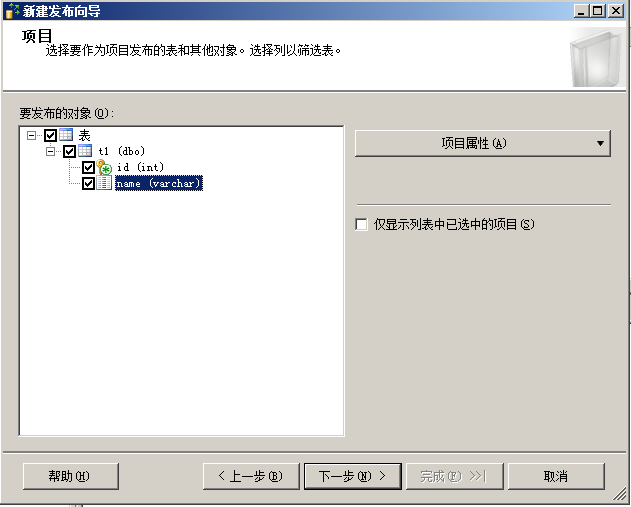 新建发布向导
项目
选择要作为项目发布的表和其他对象。选择列以筛选表。
要发布的对象(O):
表
t1 (dbo)
id (int)
name (varchar)
项目属性(A)
仅显示列表中已选中的项目(S)
帮助(H)
< 上一步(B)
下一步(N) >
完成(F) >>|
取消